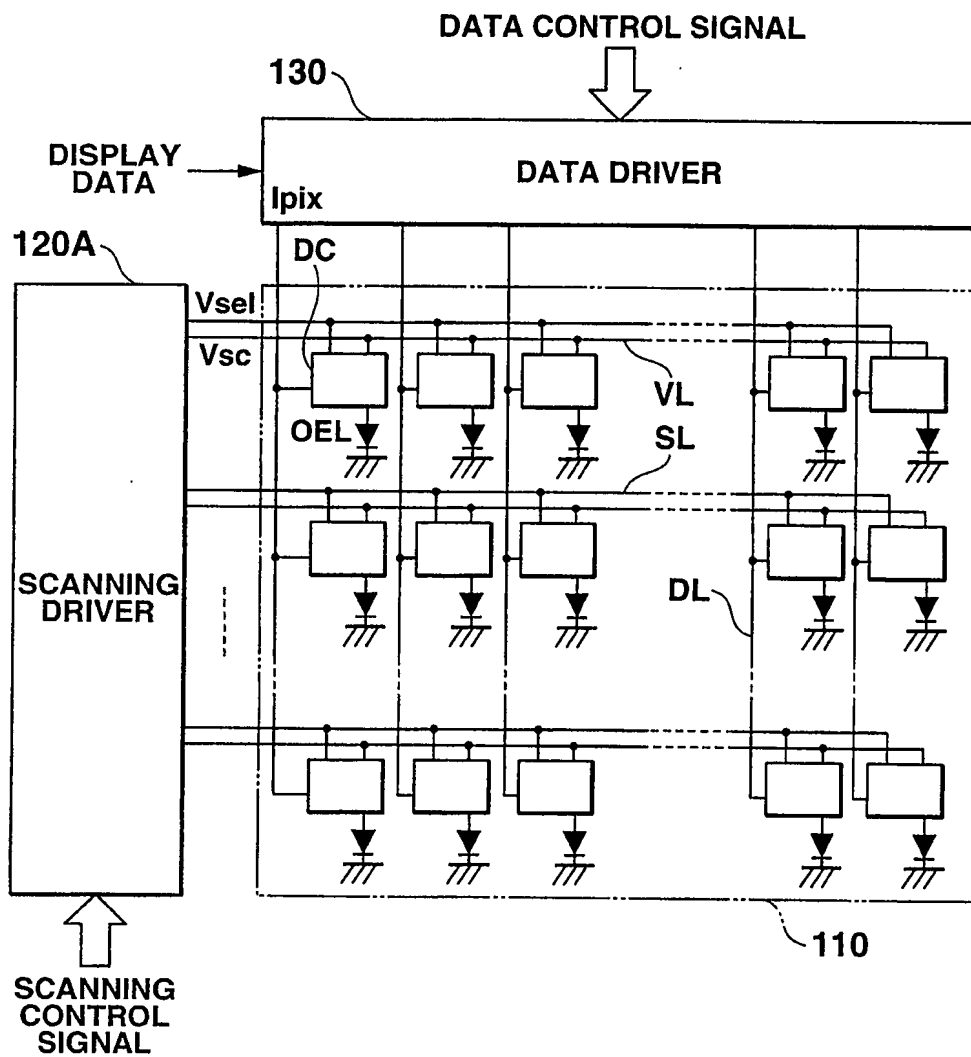 DATA CONTROL SIGNAL
130
DISPLAY
DATA
DATA DRIVER
Ipix
120A
DC
Vsel
Vsc
VL
OEL
SL
SCANNING
DRIVER
DL
110
SCANNING
CONTROL
SIGNAL